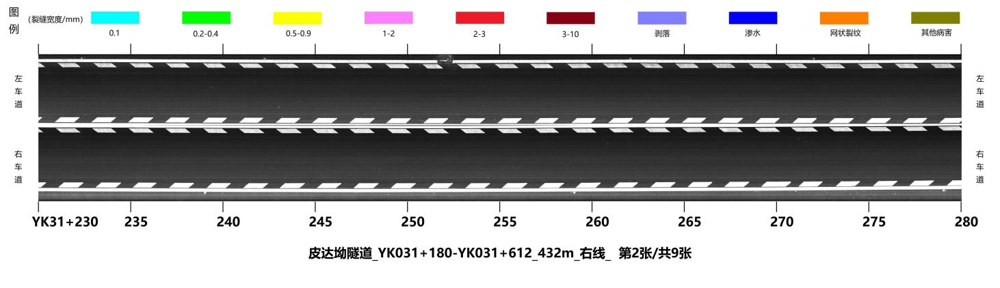 图例
(裂缝宽度/mm)
0.1 0.2-0.4 0.5-0.9 1-2 2-3 3-10 剥落 渗水 网状裂纹 其他病害
左车道 左车道
右车道 右车道
YK31+230 235 240 245 250 255 260 265 270 275 280
皮达坳隧道_YK031+180-YK031+612_432m_右线_ 第2张/共9张